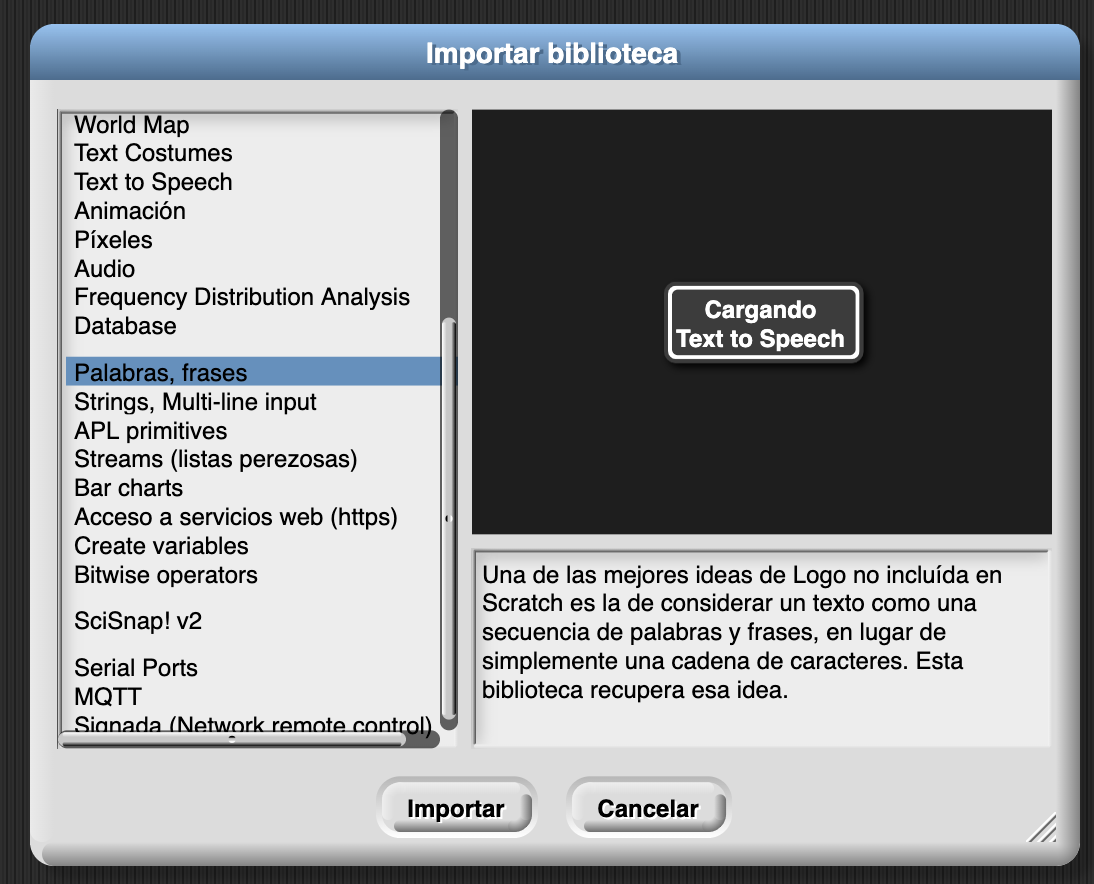 Importar biblioteca
World Map
Text Costumes
Text to Speech
Animación
Píxeles
Audio
Frequency Distribution Analysis
Database
Palabras, frases
Strings, Multi-line input
APL primitives
Streams (listas perezosas)
Bar charts
Acceso a servicios web (https)
Create variables
Bitwise operators
SciSnap! v2
Serial Ports
MQTT
Signada (Network remote control)
Cargando
Text to Speech
Una de las mejores ideas de Logo no incluída en
Scratch es la de considerar un texto como una
secuencia de palabras y frases, en lugar de
simplemente una cadena de caracteres. Esta
biblioteca recupera esa idea.
Importar
Cancelar